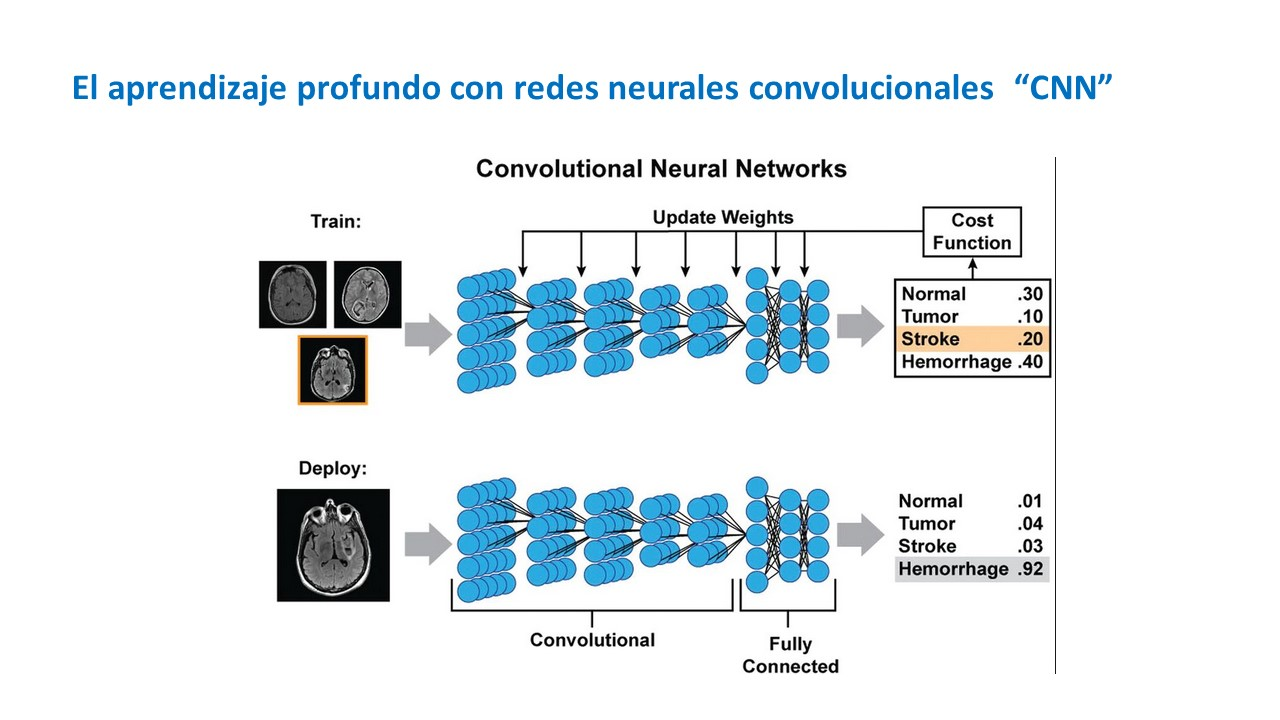 El aprendizaje profundo con redes neurales convolucionales “CNN”
Convolutional Neural Networks
Train:
Update Weights
Cost
Function
Normal .30
Tumor .10
Stroke .20
Hemorrhage .40
Deploy:
Normal .01
Tumor .04
Stroke .03
Hemorrhage .92
Convolutional
Fully
Connected